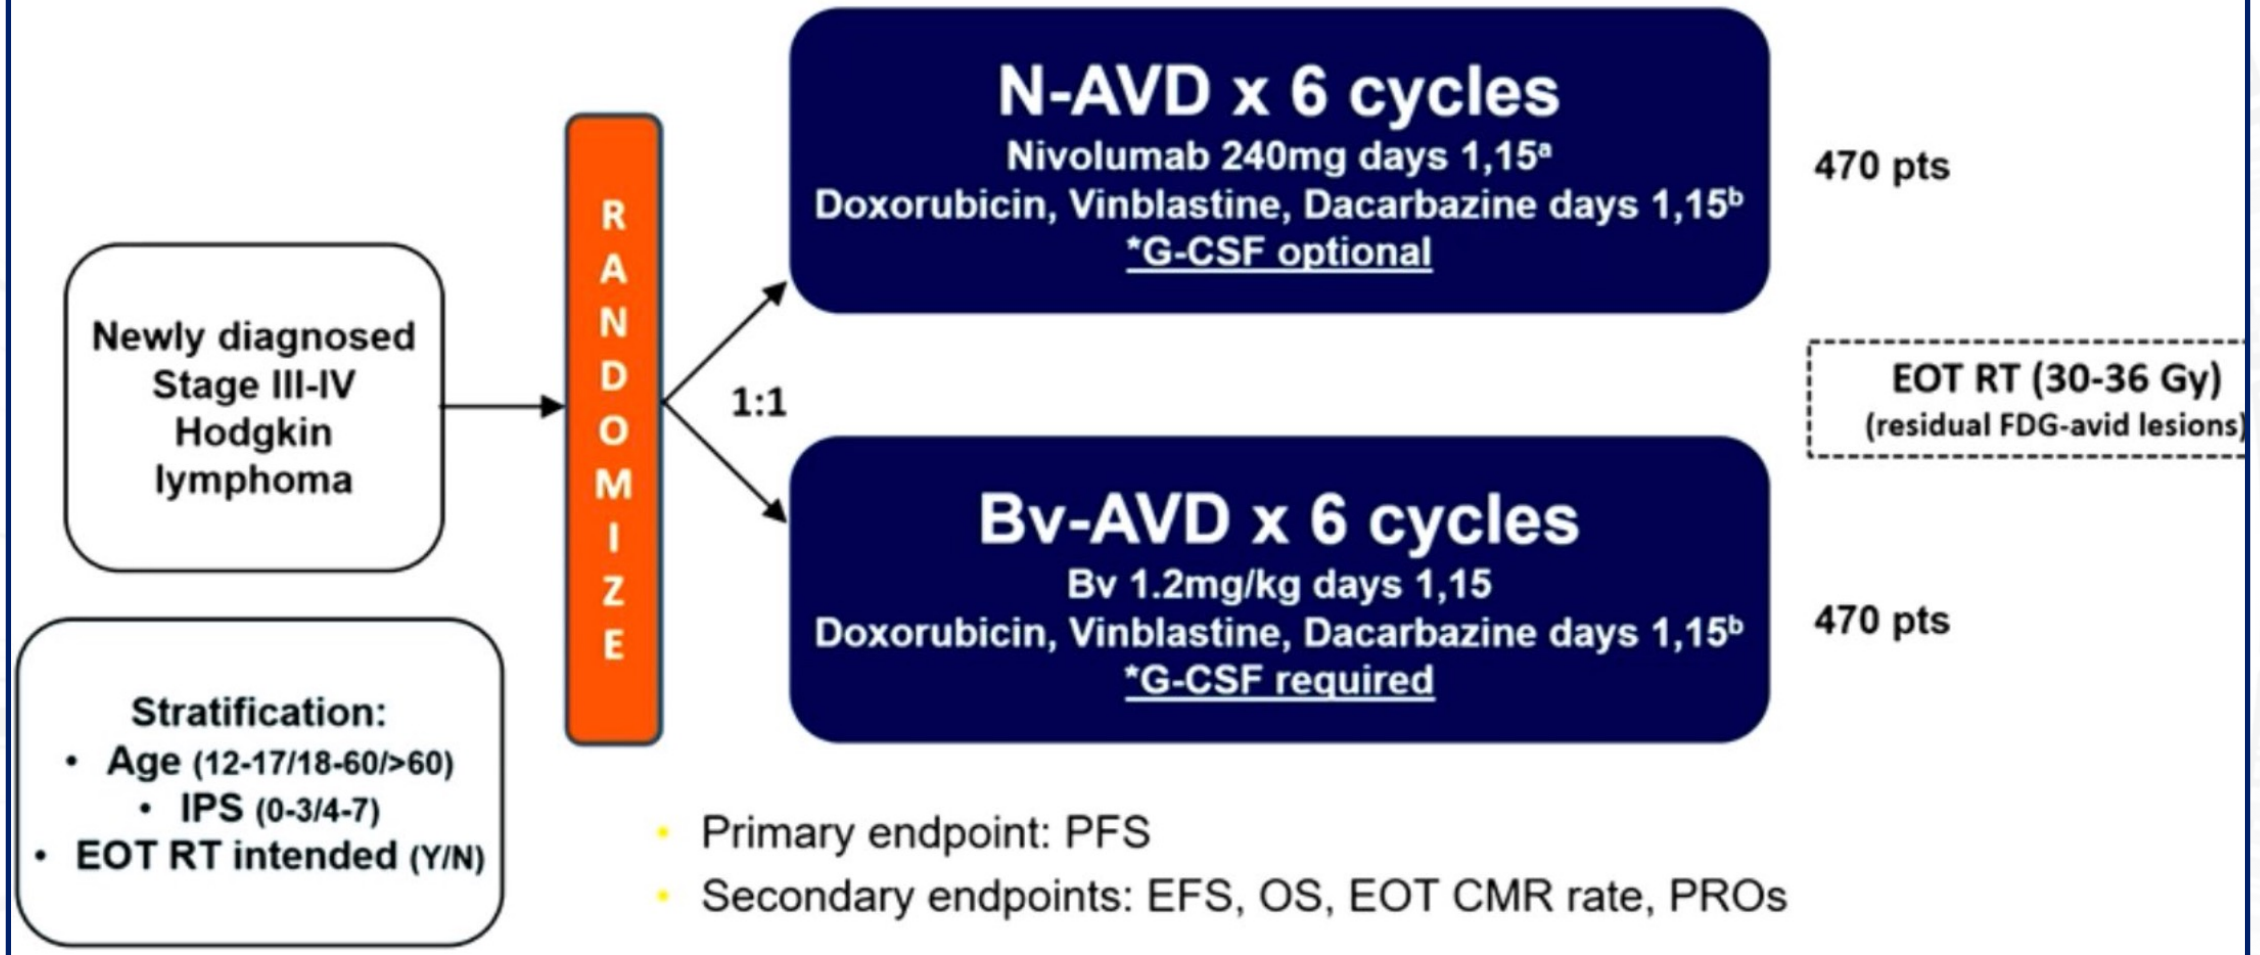 Newly diagnosed
Stage III-IV
Hodgkin
lymphoma
Stratification:
• Age (12-17/18-60/>60)
• IPS (0-3/4-7)
• EOT RT intended (Y/N)
RANDOMIZE
1:1
N-AVD x 6 cycles
Nivolumab 240mg days 1,15ᵃ
Doxorubicin, Vinblastine, Dacarbazine days 1,15ᵇ
*G-CSF optional
470 pts
EOT RT (30-36 Gy)
(residual FDG-avid lesions)
Bv-AVD x 6 cycles
Bv 1.2mg/kg days 1,15
Doxorubicin, Vinblastine, Dacarbazine days 1,15ᵇ
*G-CSF required
470 pts
• Primary endpoint: PFS
• Secondary endpoints: EFS, OS, EOT CMR rate, PROs